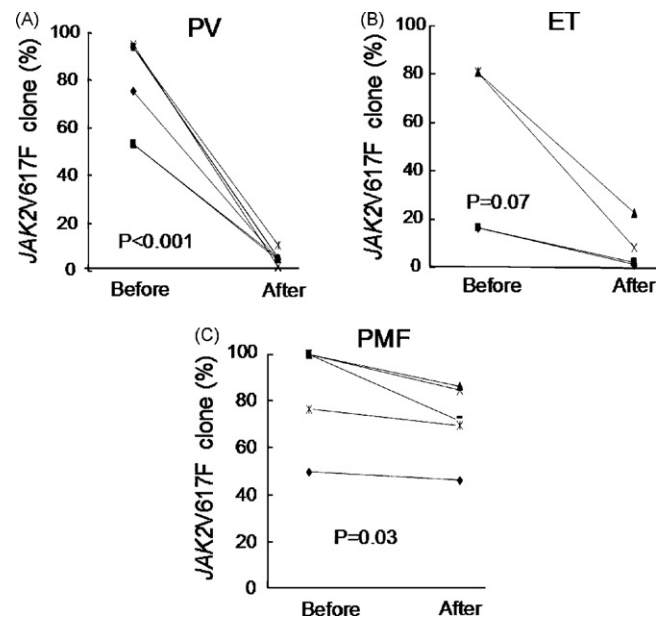 (A) PV
JAK2V617F clone (%)
100
80
60
40
20
0
P<0.001
Before After
(B) ET
JAK2V617F clone (%)
100
80
60
40
20
0
P=0.07
Before After
(C) PMF
JAK2V617F clone (%)
100
80
60
40
20
0
P=0.03
Before After